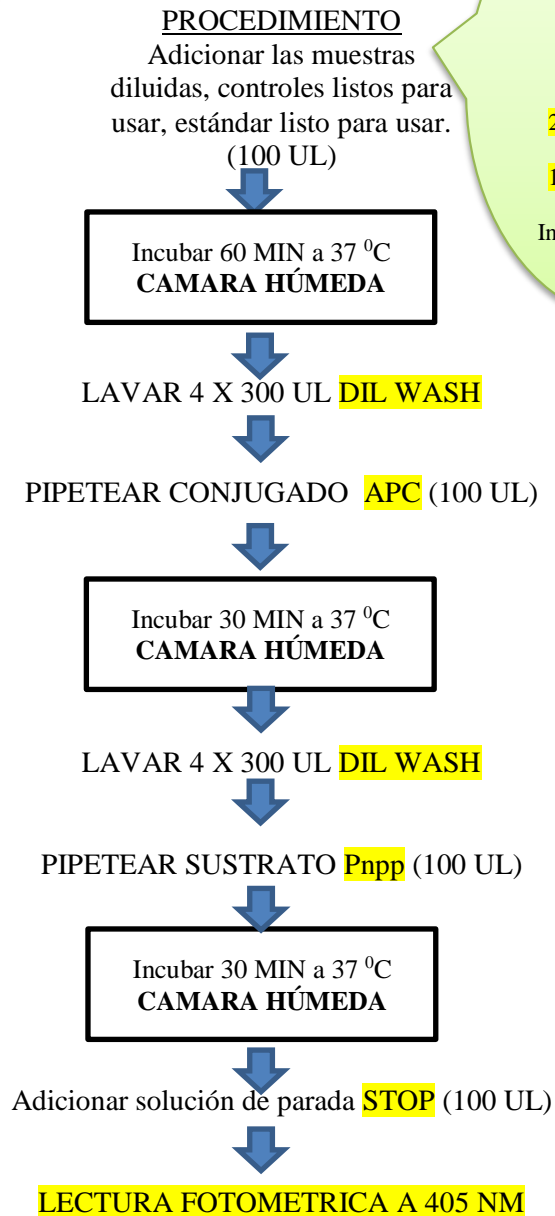 PROCEDIMIENTO
Adicionar las muestras
diluidas, controles listos para
usar, estándar listo para usar.
(100 UL)
Incubar 60 MIN a 37 ⁰C
CAMARA HÚMEDA
LAVAR 4 X 300 UL DIL WASH
PIPETEAR CONJUGADO APC (100 UL)
Incubar 30 MIN a 37 ⁰C
CAMARA HÚMEDA
LAVAR 4 X 300 UL DIL WASH
PIPETEAR SUSTRATO Pnpp (100 UL)
Incubar 30 MIN a 37 ⁰C
CAMARA HÚMEDA
Adicionar solución de parada STOP (100 UL)
LECTURA FOTOMETRICA A 405 NM